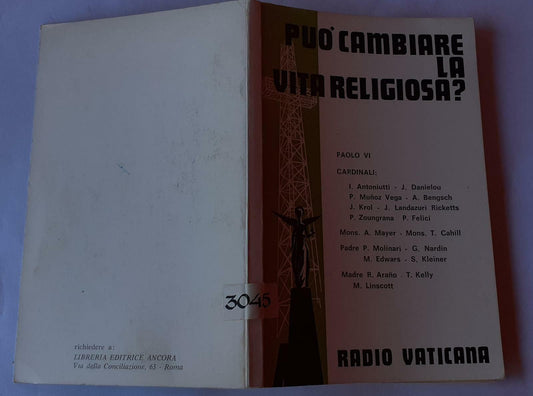 PUO' CAMBIARE
LA
VITA RELIGIOSA?
PAOLO VI
CARDINALI:
I. Antoniutti - J. Danielou
P. Muñoz Vega - A. Bengsch
J. Krol - J. Landazuri Ricketts
P. Zoungrana P. Felici
Mons. A. Mayer - Mons. T. Cahill
Padre P. Molinari - G. Nardin
M. Edwars - S. Kleiner
Madre R. Araño - T. Kelly
M. Linscott
RADIO VATICANA
3045
richiedere a:
LIBRERIA EDITRICE ANCORA
Via della Conciliazione, 63 - Roma